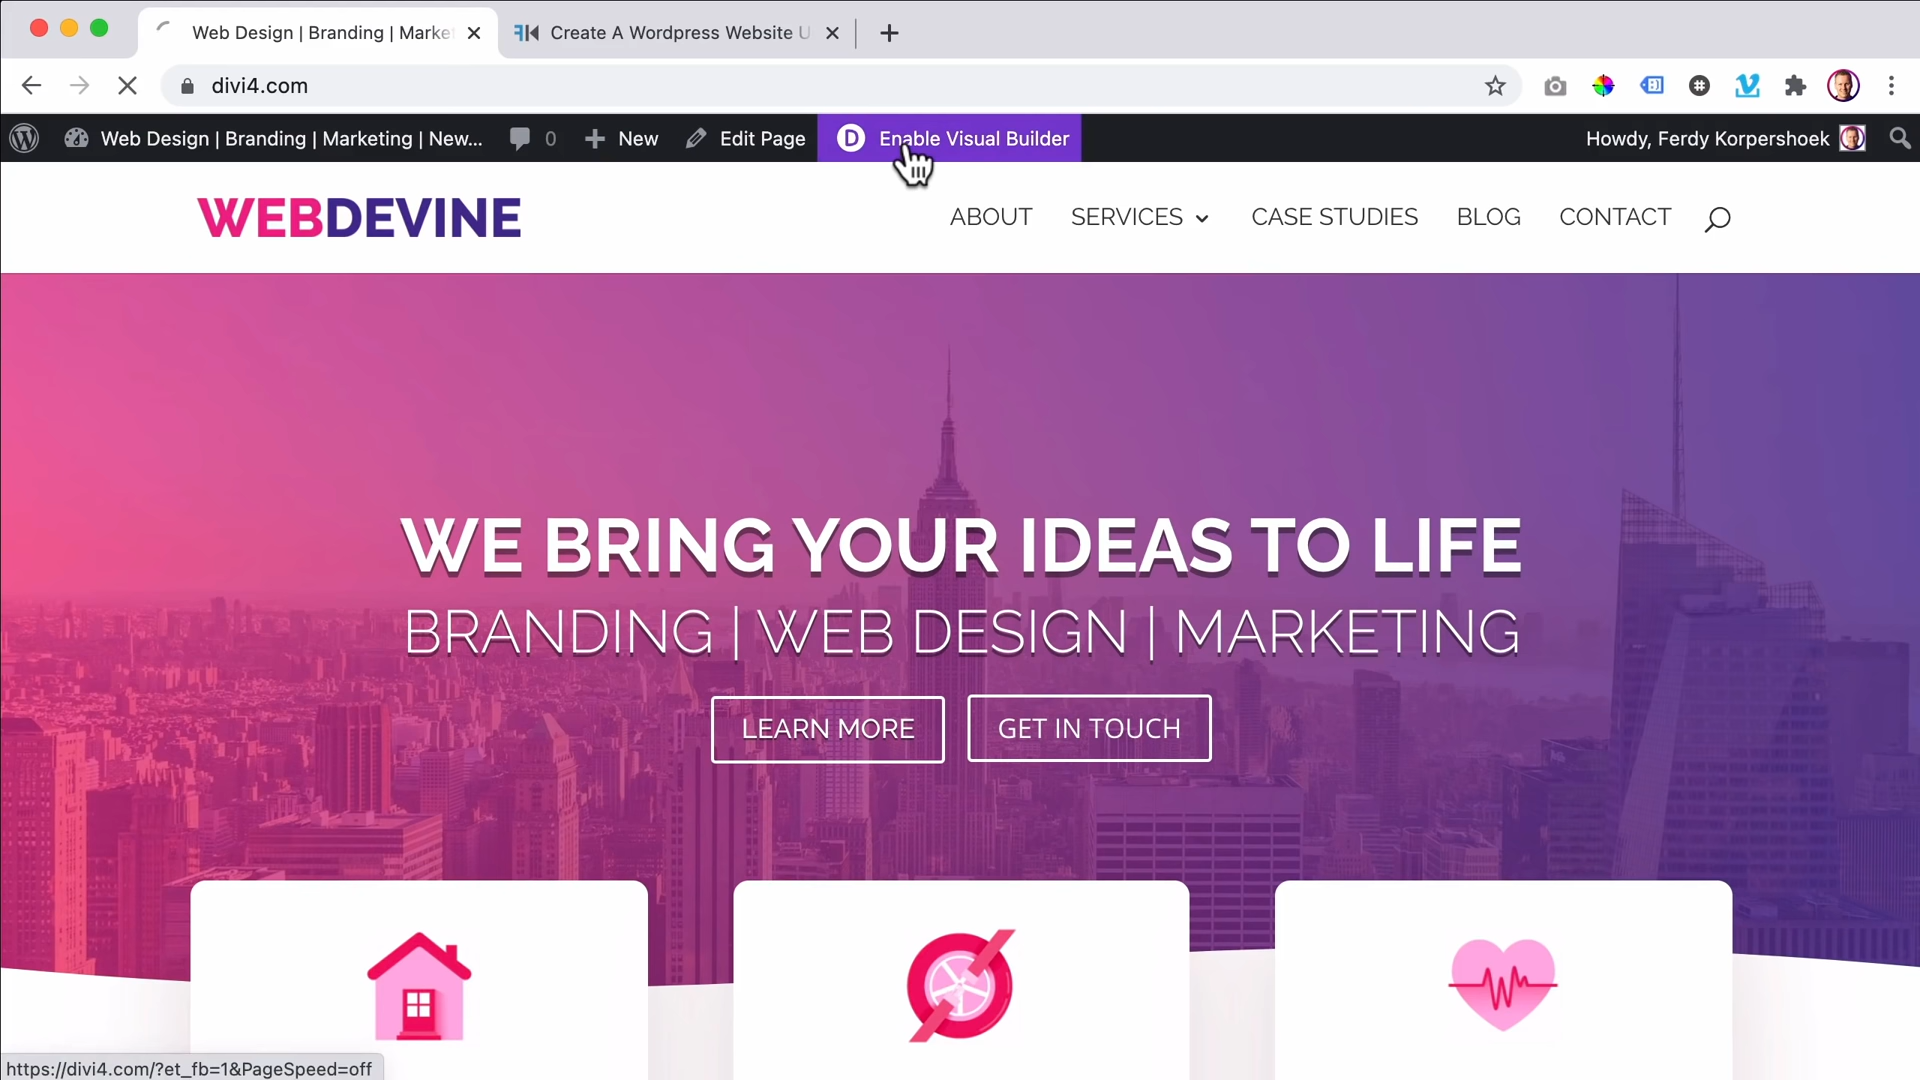 Web Design | Branding | Marke
Create A Wordpress Website U
divi4.com
Web Design | Branding | Marketing | New...
0
New
Edit Page
D
Enable Visual Builder
Howdy, Ferdy Korpershoek
WEBDEVINE
ABOUT
SERVICES
CASE STUDIES
BLOG
CONTACT
WE BRING YOUR IDEAS TO LIFE
BRANDING | WEB DESIGN | MARKETING
LEARN MORE
GET IN TOUCH
https://divi4.com/?et_fb=1&PageSpeed=off